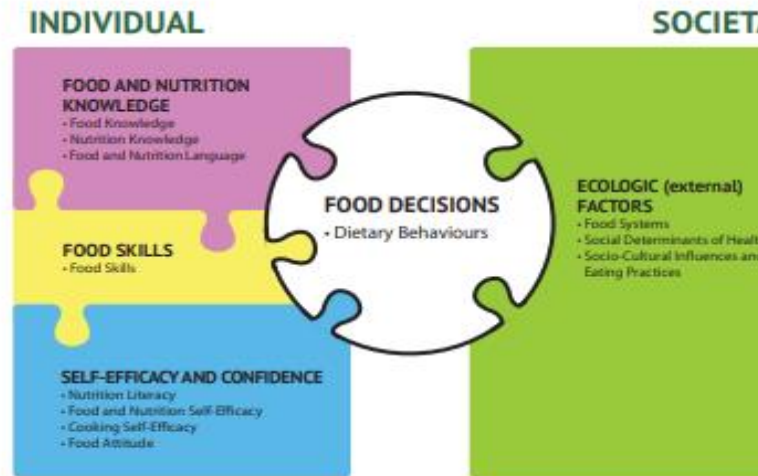 INDIVIDUAL
FOOD AND NUTRITION
KNOWLEDGE
• Food Knowledge
• Nutrition Knowledge
• Food and Nutrition Language
FOOD SKILLS
• Food Skills
SELF-EFFICACY AND CONFIDENCE
• Nutrition Literacy
• Food and Nutrition Self-Efficacy
• Cooking Self-Efficacy
• Food Attitude
FOOD DECISIONS
• Dietary Behaviours
SOCIETA
ECOLOGIC (external)
FACTORS
• Food Systems
• Social Determinants of Healt
• Socio-Cultural Influences and
Eating Practices